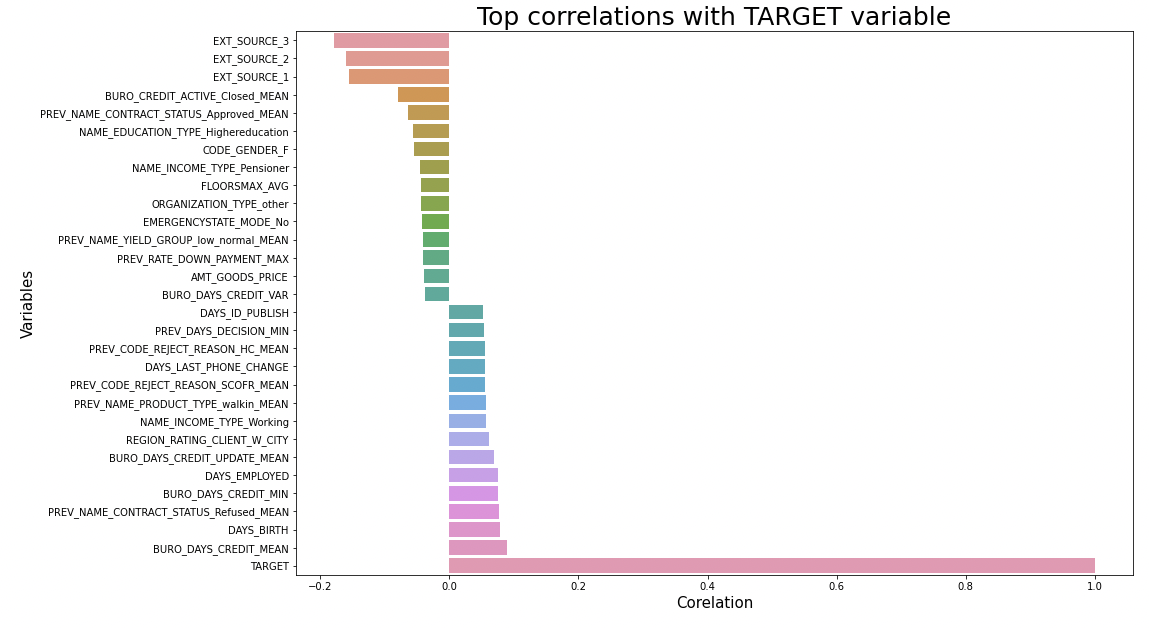 Top correlations with TARGET variable
EXT_SOURCE_3
EXT_SOURCE_2
EXT_SOURCE_1
BURO_CREDIT_ACTIVE_Closed_MEAN
PREV_NAME_CONTRACT_STATUS_Approved_MEAN
NAME_EDUCATION_TYPE_Highereducation
CODE_GENDER_F
NAME_INCOME_TYPE_Pensioner
FLOORSMAX_AVG
ORGANIZATION_TYPE_other
EMERGENCYSTATE_MODE_No
PREV_NAME_YIELD_GROUP_low_normal_MEAN
PREV_RATE_DOWN_PAYMENT_MAX
AMT_GOODS_PRICE
BURO_DAYS_CREDIT_VAR
DAYS_ID_PUBLISH
PREV_DAYS_DECISION_MIN
PREV_CODE_REJECT_REASON_HC_MEAN
DAYS_LAST_PHONE_CHANGE
PREV_CODE_REJECT_REASON_SCOFR_MEAN
PREV_NAME_PRODUCT_TYPE_walkin_MEAN
NAME_INCOME_TYPE_Working
REGION_RATING_CLIENT_W_CITY
BURO_DAYS_CREDIT_UPDATE_MEAN
DAYS_EMPLOYED
BURO_DAYS_CREDIT_MIN
PREV_NAME_CONTRACT_STATUS_Refused_MEAN
DAYS_BIRTH
BURO_DAYS_CREDIT_MEAN
TARGET
Variables
−0.2 0.0 0.2 0.4 0.6 0.8 1.0
Corelation